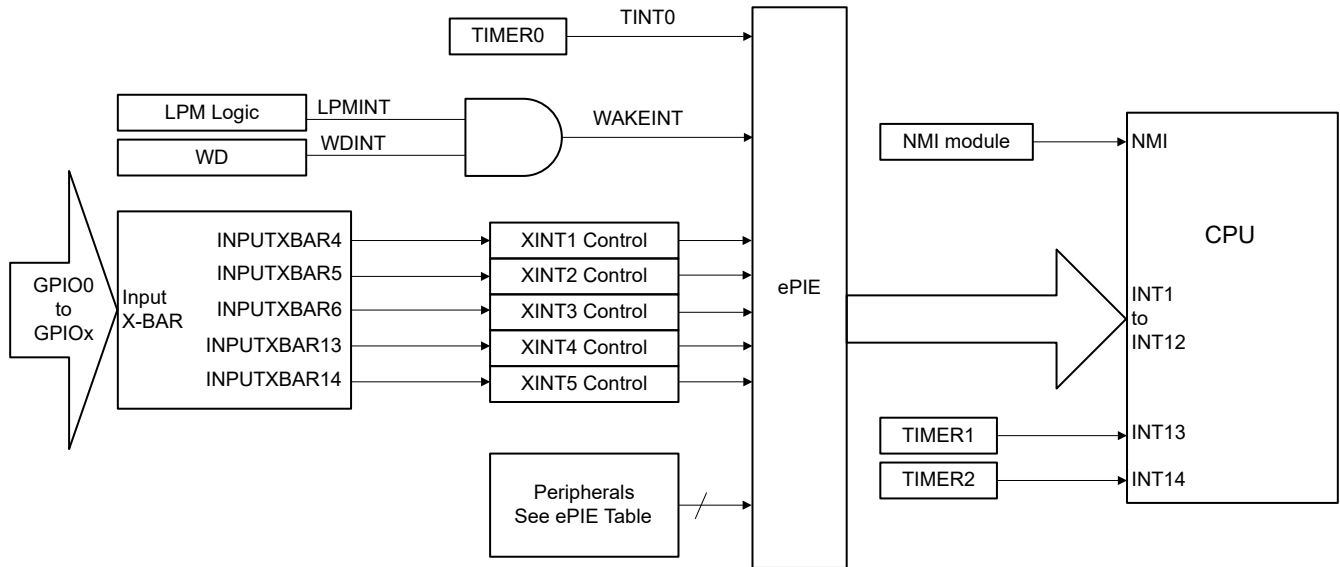 TINT0
TIMER0
LPM Logic
LPMINT
WD
WDINT
WAKEINT
GPIO0
to
GPIOx
Input
X-BAR
INPUTXBAR4
INPUTXBAR5
INPUTXBAR6
INPUTXBAR13
INPUTXBAR14
XINT1 Control
XINT2 Control
XINT3 Control
XINT4 Control
XINT5 Control
Peripherals
See ePIE Table
ePIE
NMI module
NMI
CPU
INT1
to
INT12
TIMER1
INT13
TIMER2
INT14